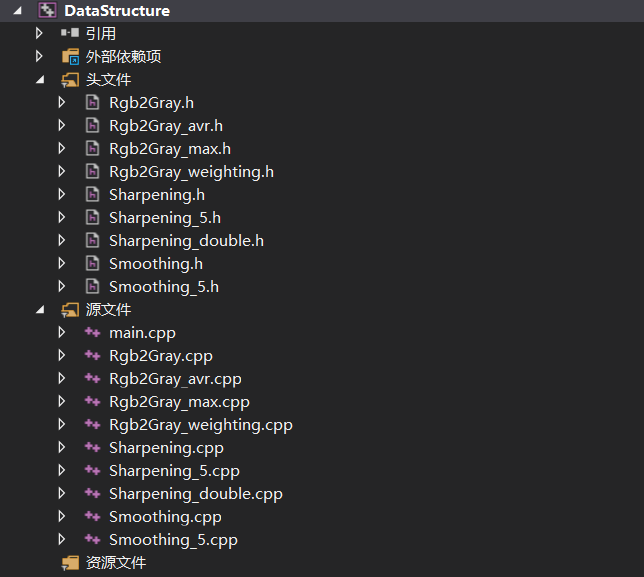 DataStructure
引用
外部依赖项
头文件
Rgb2Gray.h
Rgb2Gray_avr.h
Rgb2Gray_max.h
Rgb2Gray_weighting.h
Sharpening.h
Sharpening_5.h
Sharpening_double.h
Smoothing.h
Smoothing_5.h
源文件
main.cpp
Rgb2Gray.cpp
Rgb2Gray_avr.cpp
Rgb2Gray_max.cpp
Rgb2Gray_weighting.cpp
Sharpening.cpp
Sharpening_5.cpp
Sharpening_double.cpp
Smoothing.cpp
Smoothing_5.cpp
资源文件